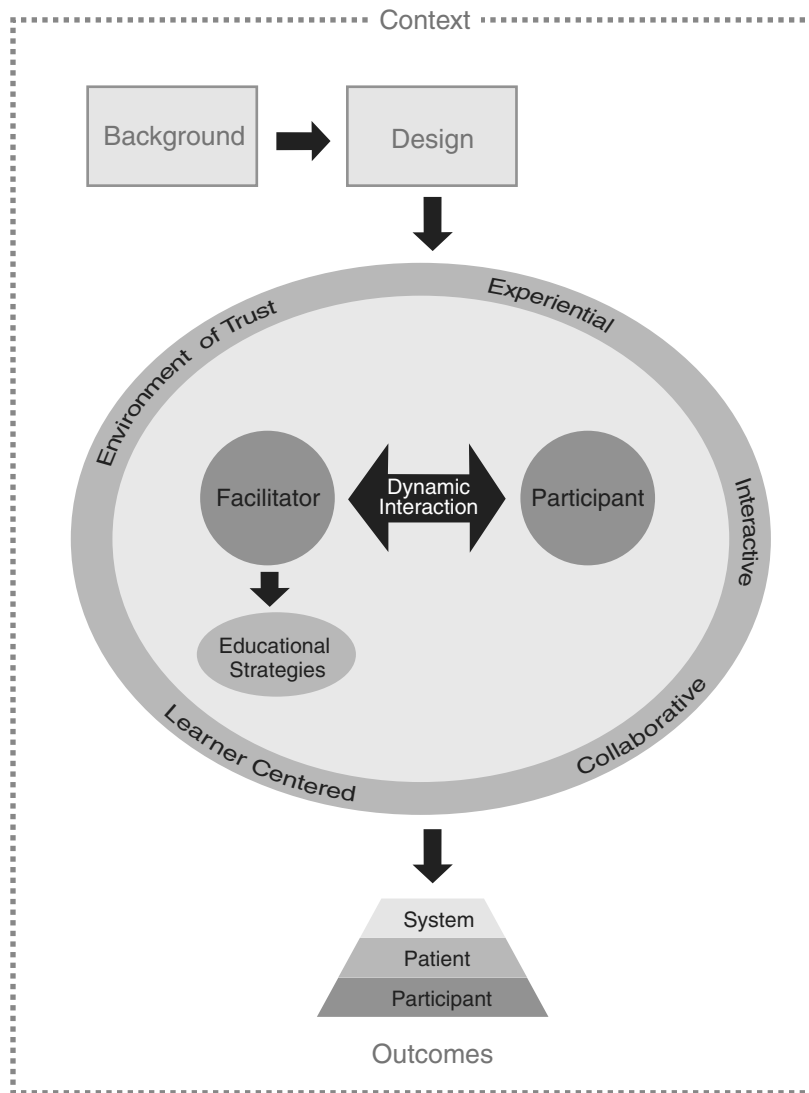 Context
Background
Design
Environment of Trust
Experiential
Interactive
Collaborative
Learner Centered
Facilitator
Dynamic
Interaction
Participant
Educational
Strategies
System
Patient
Participant
Outcomes